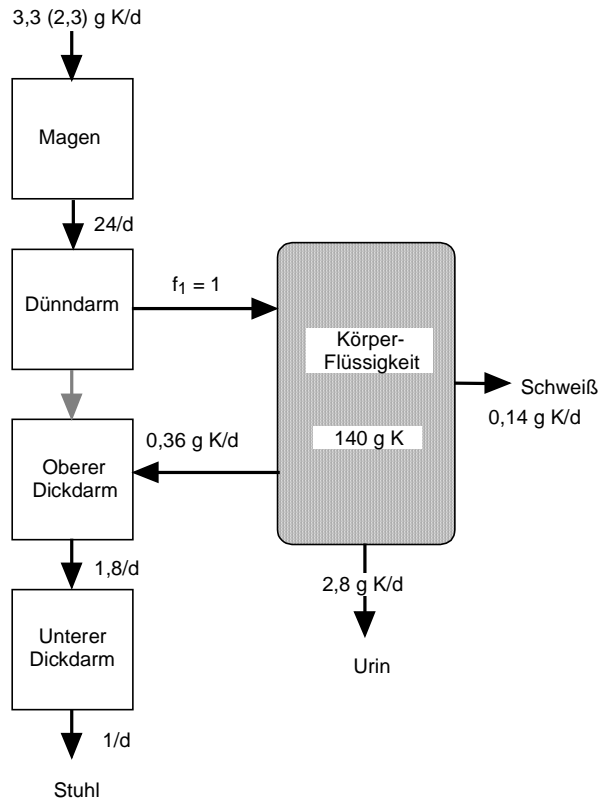 3,3 (2,3) g K/d
Magen
24/d
f1 = 1
Dünndarm
Körper-
Flüssigkeit
Schweiß
0,14 g K/d
140 g K
0,36 g K/d
Oberer
Dickdarm
1,8/d
2,8 g K/d
Unterer
Dickdarm
Urin
1/d
Stuhl